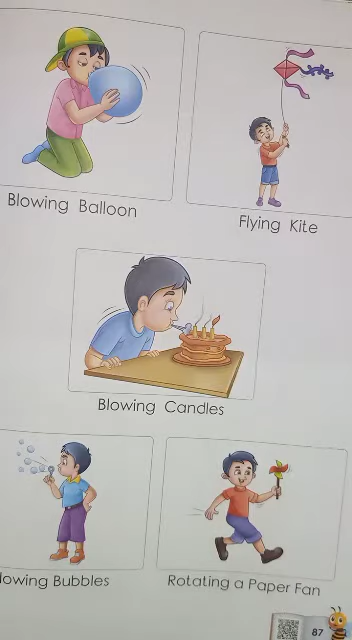 Blowing Balloon
Flying Kite
Blowing Candles
lowing Bubbles
Rotating a Paper Fan
87